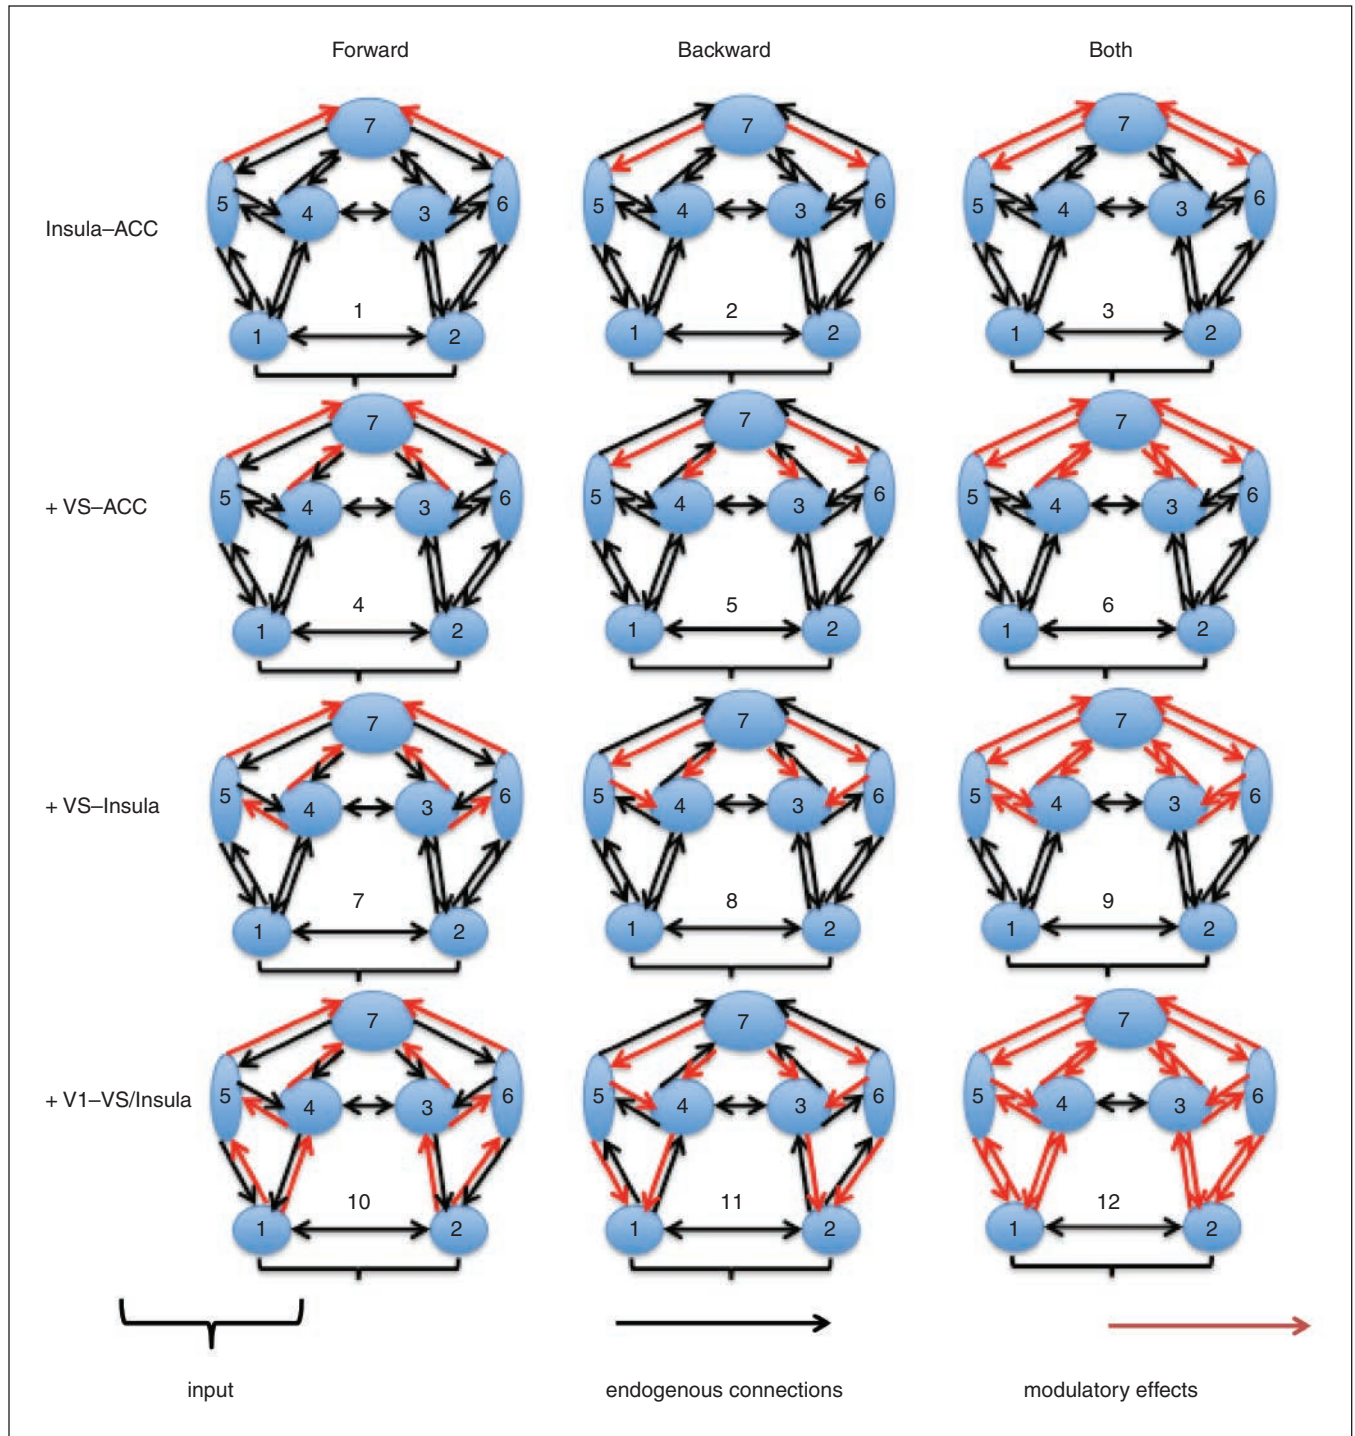 Forward Backward Both
7 7 7
5 4 3 6 5 4 3 6 5 4 3 6
Insula–ACC
1 2 3
1 2 1 2 1 2
7 7 7
5 4 3 6 5 4 3 6 5 4 3 6
+ VS–ACC
4 5 6
1 2 1 2 1 2
7 7 7
5 4 3 6 5 4 3 6 5 4 3 6
+ VS–Insula
7 8 9
1 2 1 2 1 2
7 7 7
5 4 3 6 5 4 3 6 5 4 3 6
+ V1–VS/Insula
10 11 12
1 2 1 2 1 2
input endogenous connections modulatory effects